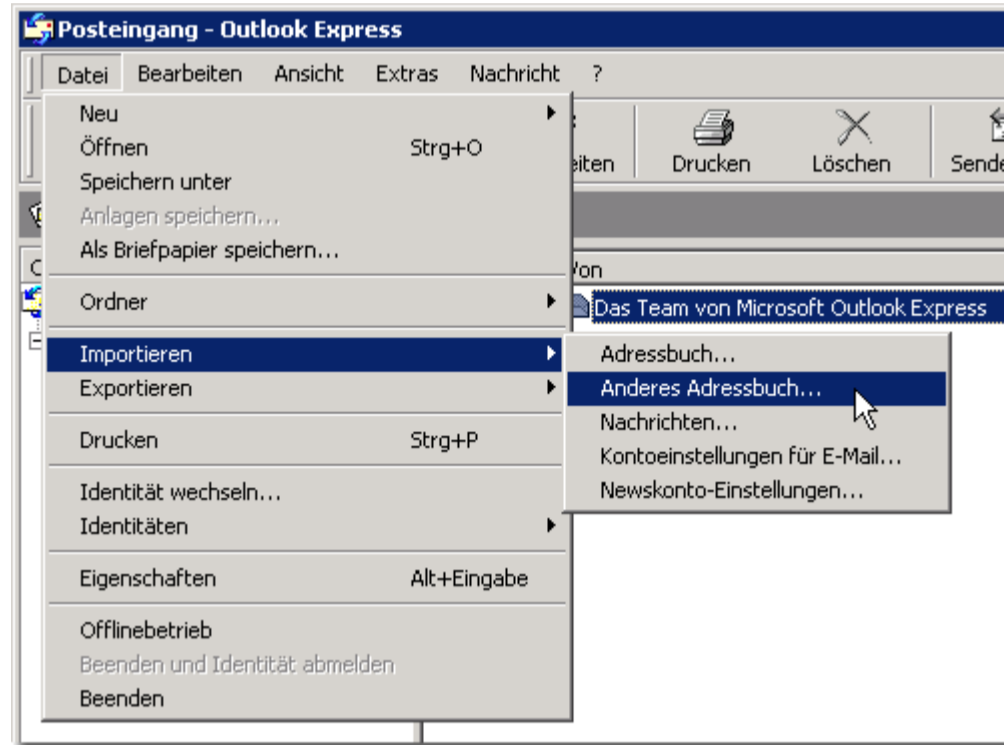 Posteingang - Outlook Express
Datei Bearbeiten Ansicht Extras Nachricht ?
Drucken Löschen
Neu
Öffnen Strg+O
Speichern unter
Anlagen speichern...
Als Briefpapier speichern...
Ordner
Importieren
Exportieren
Drucken Strg+P
Identität wechseln...
Identitäten
Eigenschaften Alt+Eingabe
Offlinebetrieb
Beenden und Identität abmelden
Beenden
Von
Das Team von Microsoft Outlook Express
Adressbuch...
Anderes Adressbuch...
Nachrichten...
Kontoeinstellungen für E-Mail...
Newskonto-Einstellungen...